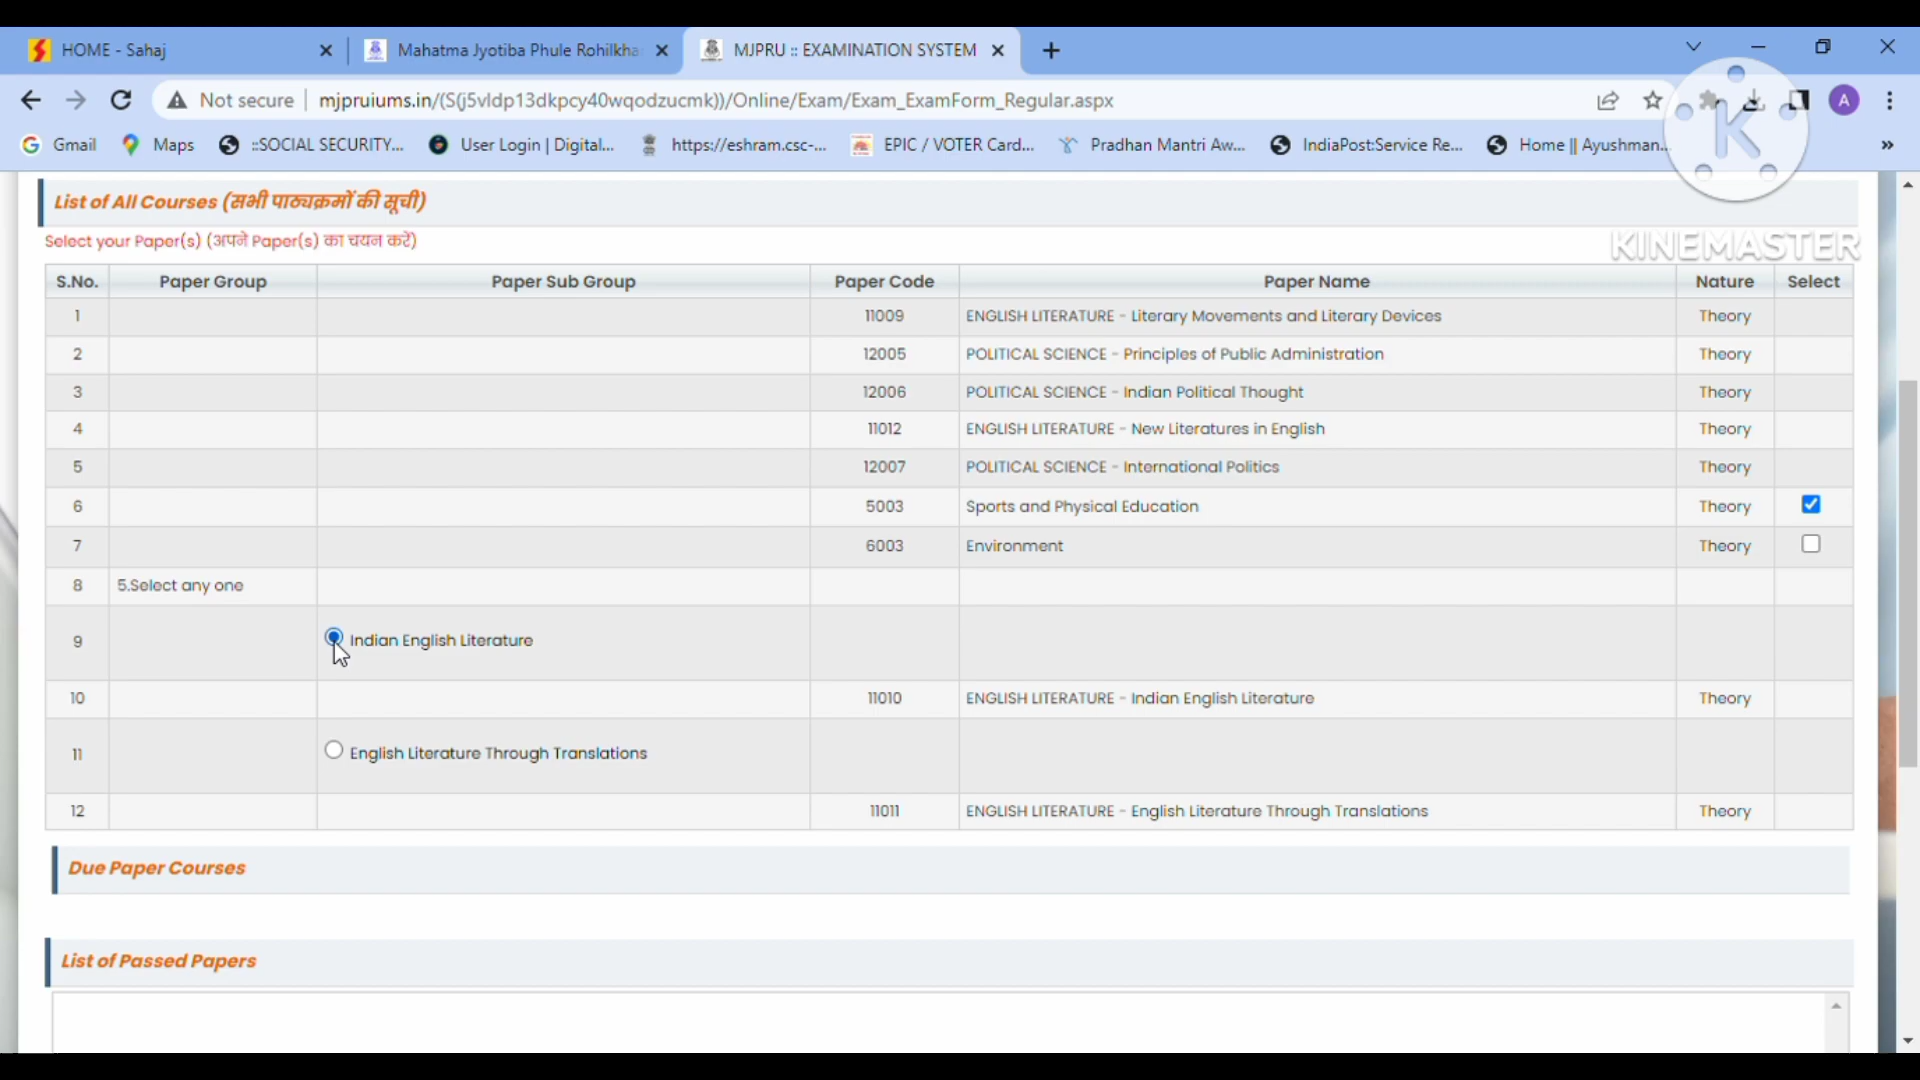 HOME - Sahaj
Mahatma Jyotiba Phule Rohilkha
MJPRU :: EXAMINATION SYSTEM
Not secure
mjpruiums.in/(S(j5vldp13dkpcy40wqodzucmk))/Online/Exam/Exam_ExamForm_Regular.aspx
A
Gmail
Maps
::SOCIAL SECURITY...
User Login | Digital...
https://eshram.csc-...
EPIC / VOTER Card...
Pradhan Mantri Aw...
IndiaPost:Service Re...
Home || Ayushman...
K
KINEMASTER
List of All Courses (सभी पाठ्यक्रमों की सूची)
Select your Paper(s) (अपने Paper(s) का चयन करें)
S.No. Paper Group Paper Sub Group Paper Code Paper Name Nature Select
1 11009 ENGLISH LITERATURE - Literary Movements and Literary Devices Theory
2 12005 POLITICAL SCIENCE - Principles of Public Administration Theory
3 12006 POLITICAL SCIENCE - Indian Political Thought Theory
4 11012 ENGLISH LITERATURE - New Literatures in English Theory
5 12007 POLITICAL SCIENCE - International Politics Theory
6 5003 Sports and Physical Education Theory
7 6003 Environment Theory
8 5.Select any one
9 Indian English Literature
10 11010 ENGLISH LITERATURE - Indian English Literature Theory
11 English Literature Through Translations
12 11011 ENGLISH LITERATURE - English Literature Through Translations Theory
Due Paper Courses
List of Passed Papers